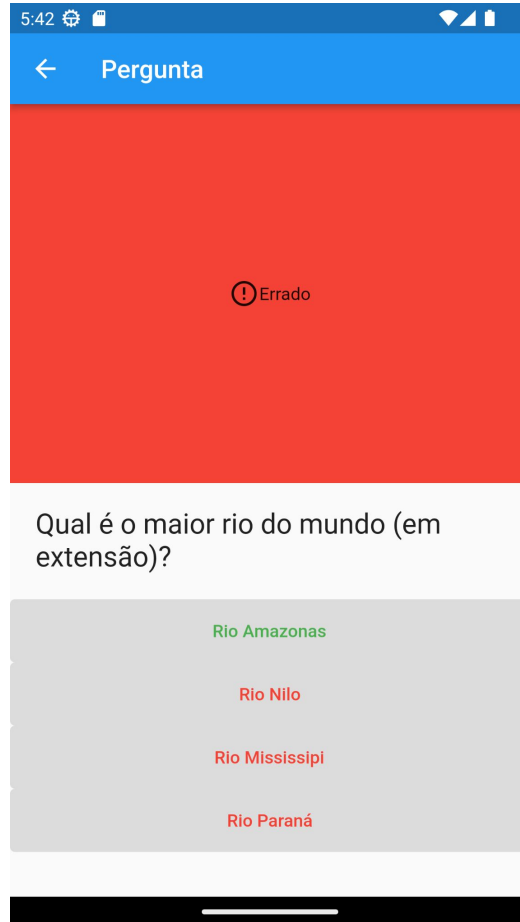 5:42
Pergunta
Errado
Qual é o maior rio do mundo (em
extensão)?
Rio Amazonas
Rio Nilo
Rio Mississipi
Rio Paraná